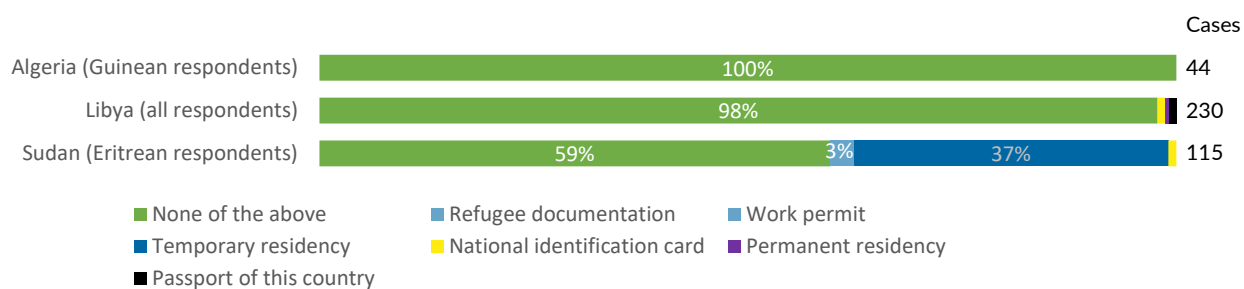 Cases
Algeria (Guinean respondents) 100% 44
Libya (all respondents) 98% 230
Sudan (Eritrean respondents) 59% 3% 37% 115
None of the above Refugee documentation Work permit
Temporary residency National identification card Permanent residency
Passport of this country